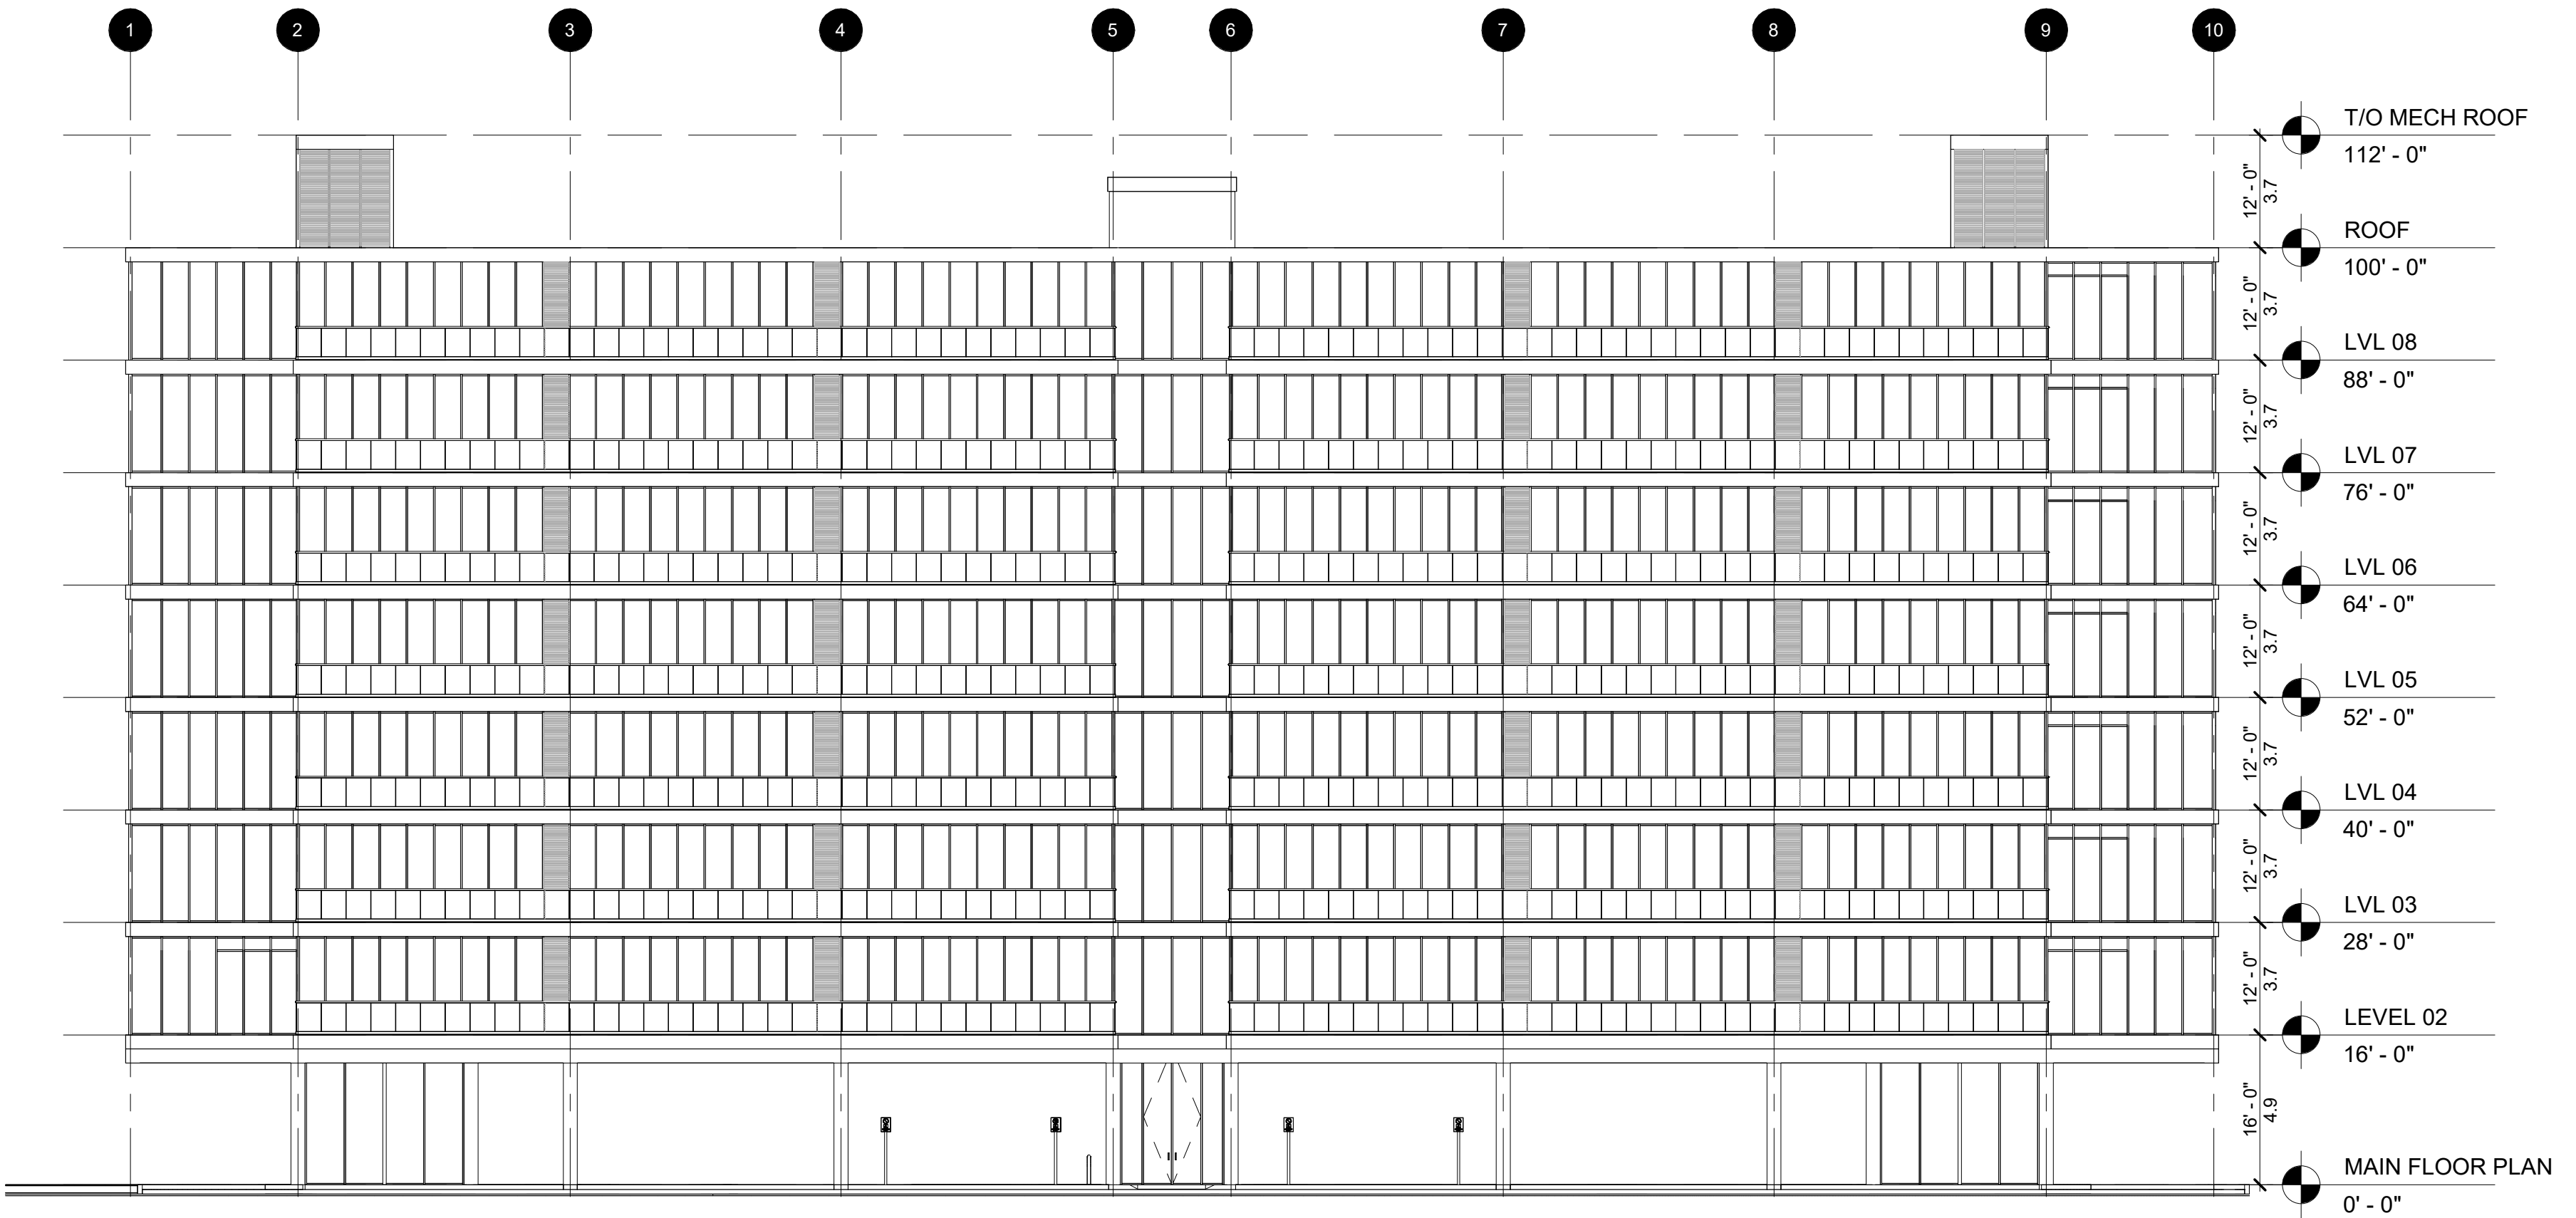 1 2 3 4 5 6 7 8 9 10
T/O MECH ROOF
112' - 0"
12' - 0"
3.7
ROOF
100' - 0"
12' - 0"
3.7
LVL 08
88' - 0"
12' - 0"
3.7
LVL 07
76' - 0"
12' - 0"
3.7
LVL 06
64' - 0"
12' - 0"
3.7
LVL 05
52' - 0"
12' - 0"
3.7
LVL 04
40' - 0"
12' - 0"
3.7
LVL 03
28' - 0"
12' - 0"
3.7
LEVEL 02
16' - 0"
16' - 0"
4.9
MAIN FLOOR PLAN
0' - 0"